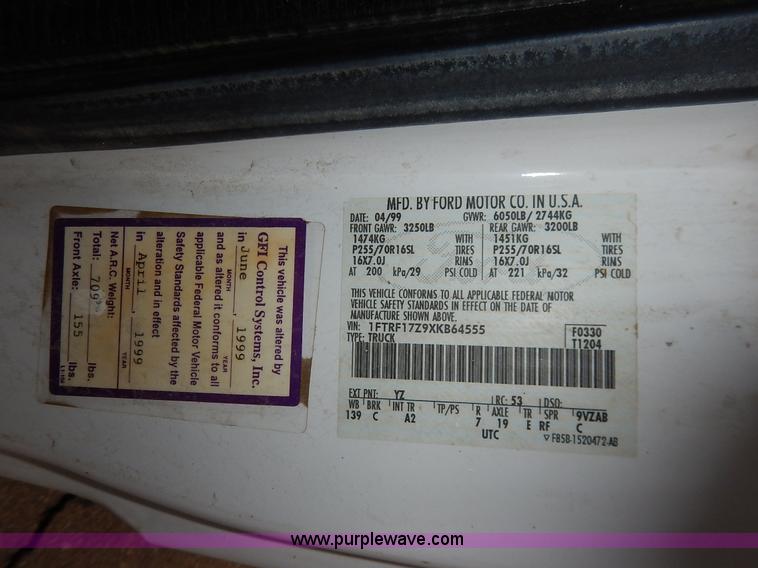 This vehicle was altered by
GFI Control Systems, Inc.
in June, 1999
MONTH YEAR
and as altered it conforms to all
applicable Federal Motor Vehicle
Safety Standards affected by the
alteration and in effect
in April, 1999
MONTH YEAR
Net A.R.C. Weight:
Total: 709 lbs.
Front Axle: 155 lbs.
MFD. BY FORD MOTOR CO. IN U.S.A.
DATE: 04/99 GVWR: 6050LB/ 2744KG
FRONT GAWR: 3250LB REAR GAWR: 3200LB
1474KG WITH 1451KG WITH
P255/70R16SL TIRES P255/70R16SL TIRES
16X7.0J RIMS 16X7.0J RIMS
AT 200 kPa/29 PSI COLD AT 221 kPa/32 PSI COLD
THIS VEHICLE CONFORMS TO ALL APPLICABLE FEDERAL MOTOR
VEHICLE SAFETY STANDARDS IN EFFECT ON THE DATE OF
MANUFACTURE SHOWN ABOVE.
VIN: 1FTRF17Z9XKB64555 F0330
TYPE: TRUCK T1204
EXT PNT: YZ RC: 53 DSO:
WB BRK INT TR TP/PS R AXLE TR SPR 9VZAB
139 C A2 7 19 E RF C
UTC F85B-1520472-AB
www.purplewave.com